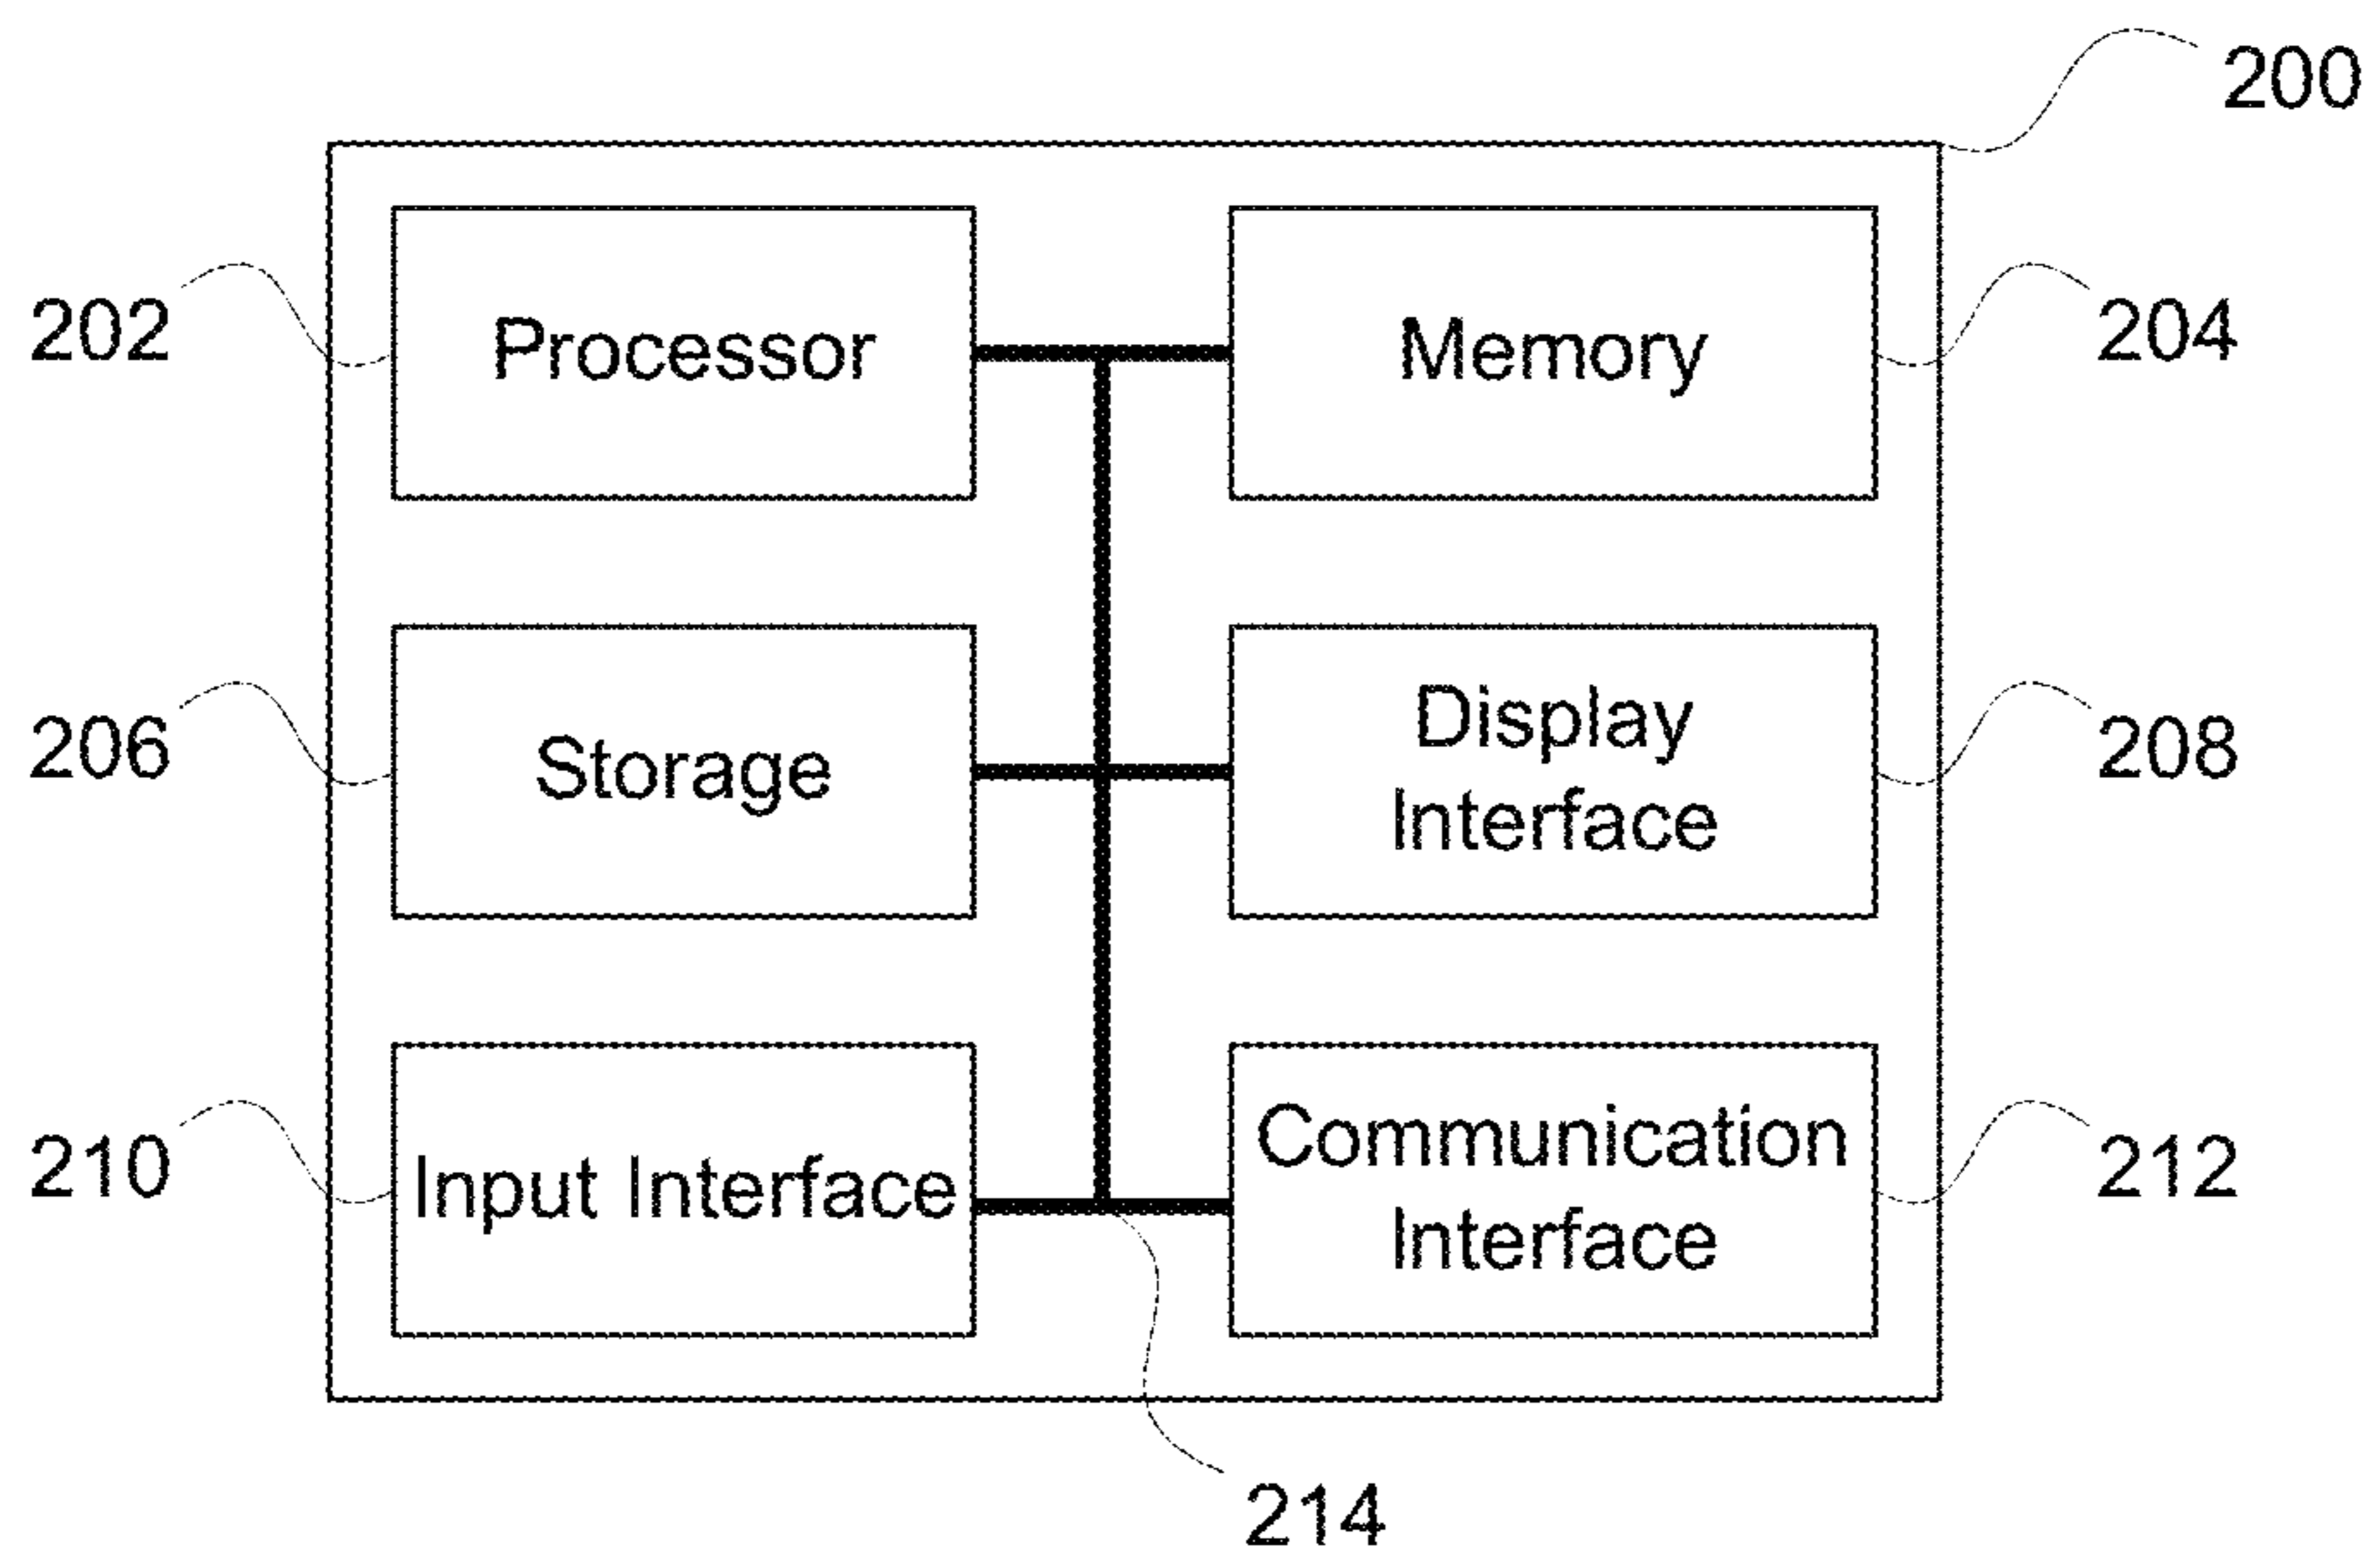 200
202
Processor
Memory
204
206
Storage
Display
Interface
208
210
Input Interface
Communication
Interface
212
214